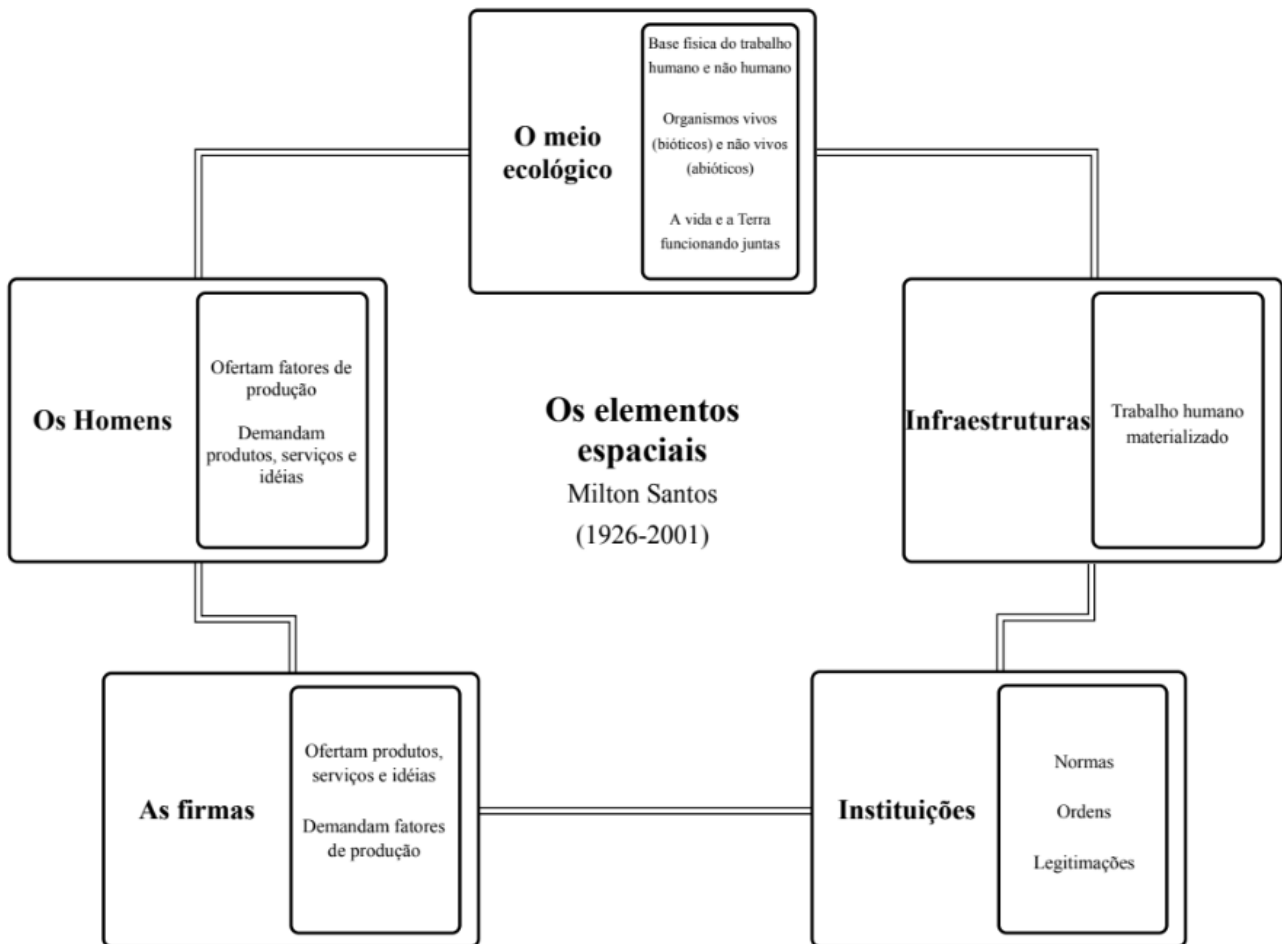 O meio
ecológico
Base física do trabalho
humano e não humano
Organismos vivos
(bióticos) e não vivos
(abióticos)
A vida e a Terra
funcionando juntas
Os Homens
Ofertam fatores de
produção
Demandam
produtos, serviços e
idéias
Os elementos
espaciais
Milton Santos
(1926-2001)
Infraestruturas
Trabalho humano
materializado
As firmas
Ofertam produtos,
serviços e idéias
Demandam fatores
de produção
Instituições
Normas
Ordens
Legitimações